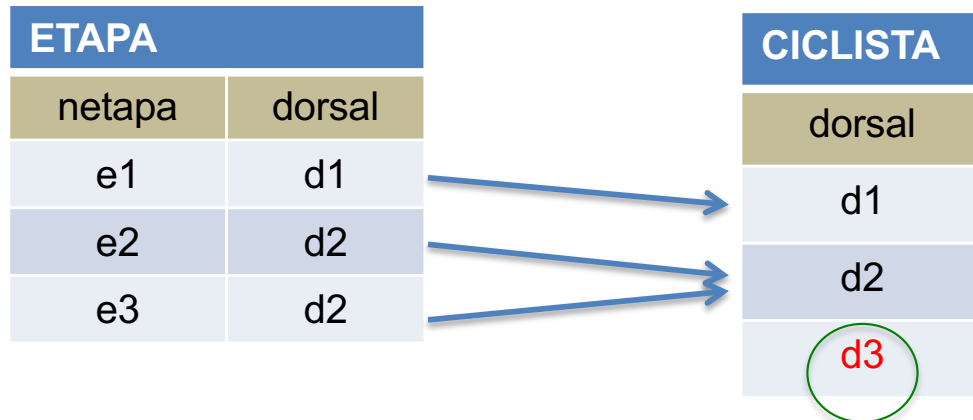 ETAPA
netapa dorsal
e1 d1
e2 d2
e3 d2
CICLISTA
dorsal
d1
d2
d3